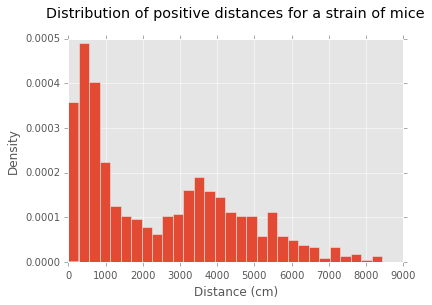 Distribution of positive distances for a strain of mice
0.0005
0.0004
0.0003
0.0002
0.0001
0.0000
Density
0 1000 2000 3000 4000 5000 6000 7000 8000 9000
Distance (cm)